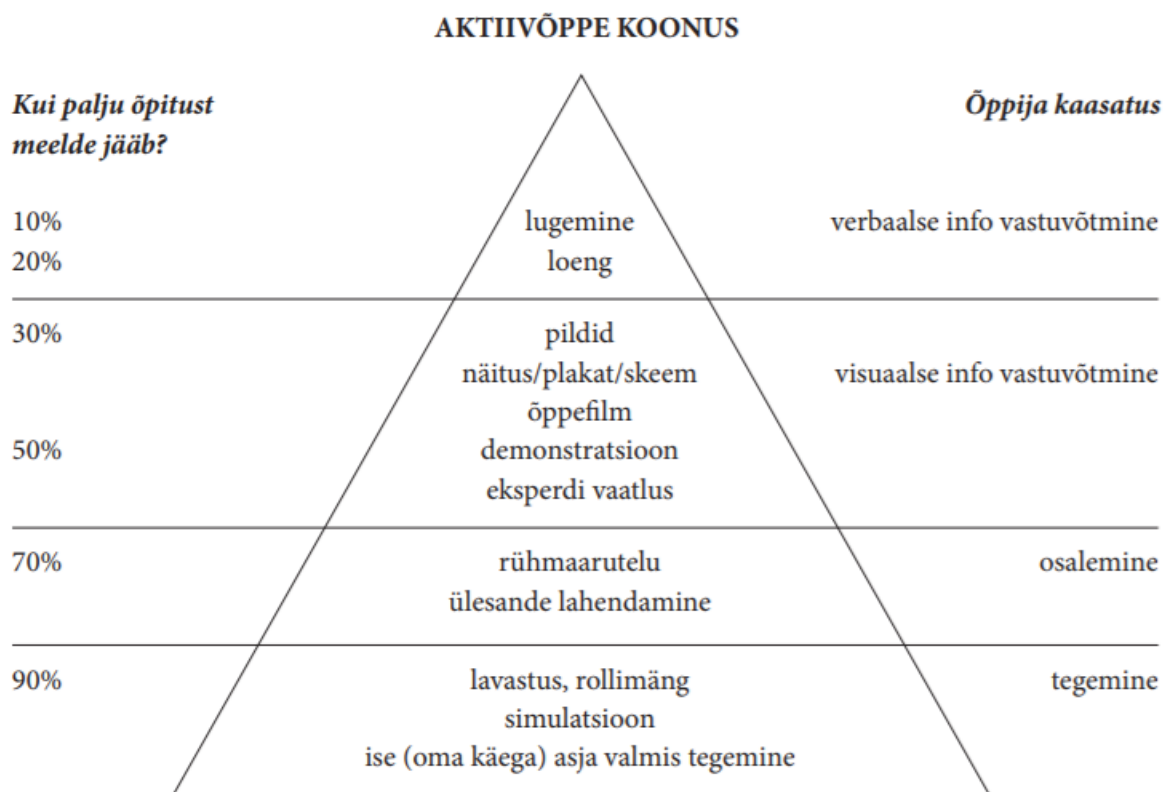 AKTIIVÕPPE KOONUS
Kui palju õpitust
meelde jääb?
Õppija kaasatus
10% lugemine verbaalse info vastuvõtmine
20% loeng
30% pildid
näitus/plakat/skeem visuaalse info vastuvõtmine
õppefilm
50% demonstratsioon
eksperdi vaatlus
70% rühmaarutelu osalemine
ülesande lahendamine
90% lavastus, rollimäng tegemine
simulatsioon
ise (oma käega) asja valmis tegemine